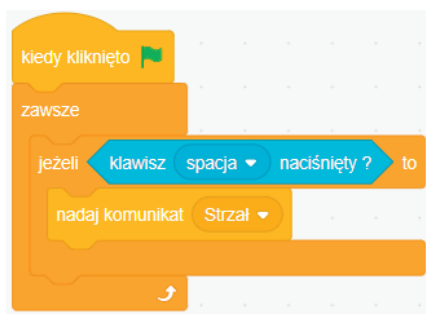 kiedy kliknięto
zawsze
jeżeli klawisz spacja naciśnięty ? to
nadaj komunikat Strzał